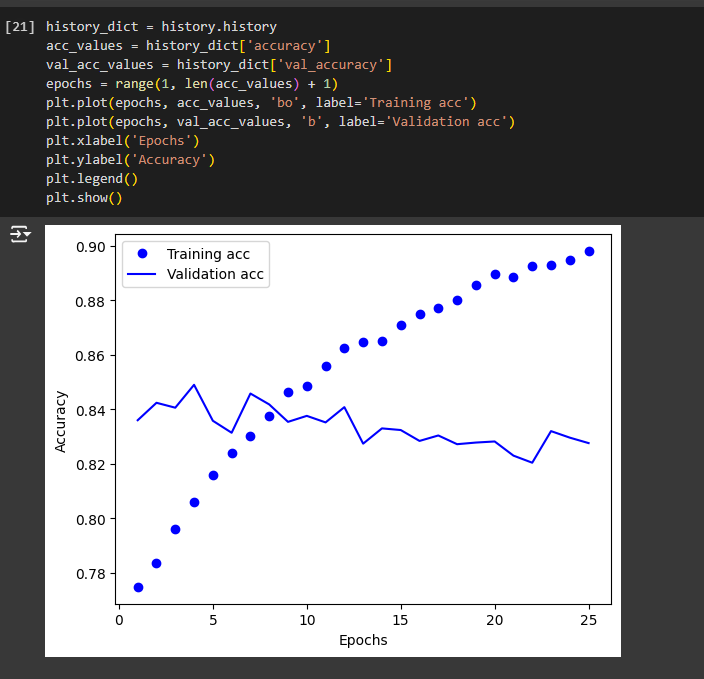 [21] history_dict = history.history
acc_values = history_dict['accuracy']
val_acc_values = history_dict['val_accuracy']
epochs = range(1, len(acc_values) + 1)
plt.plot(epochs, acc_values, 'bo', label='Training acc')
plt.plot(epochs, val_acc_values, 'b', label='Validation acc')
plt.xlabel('Epochs')
plt.ylabel('Accuracy')
plt.legend()
plt.show()
Training acc
Validation acc
0.90
0.88
0.86
0.84
0.82
0.80
0.78
Accuracy
0 5 10 15 20 25
Epochs